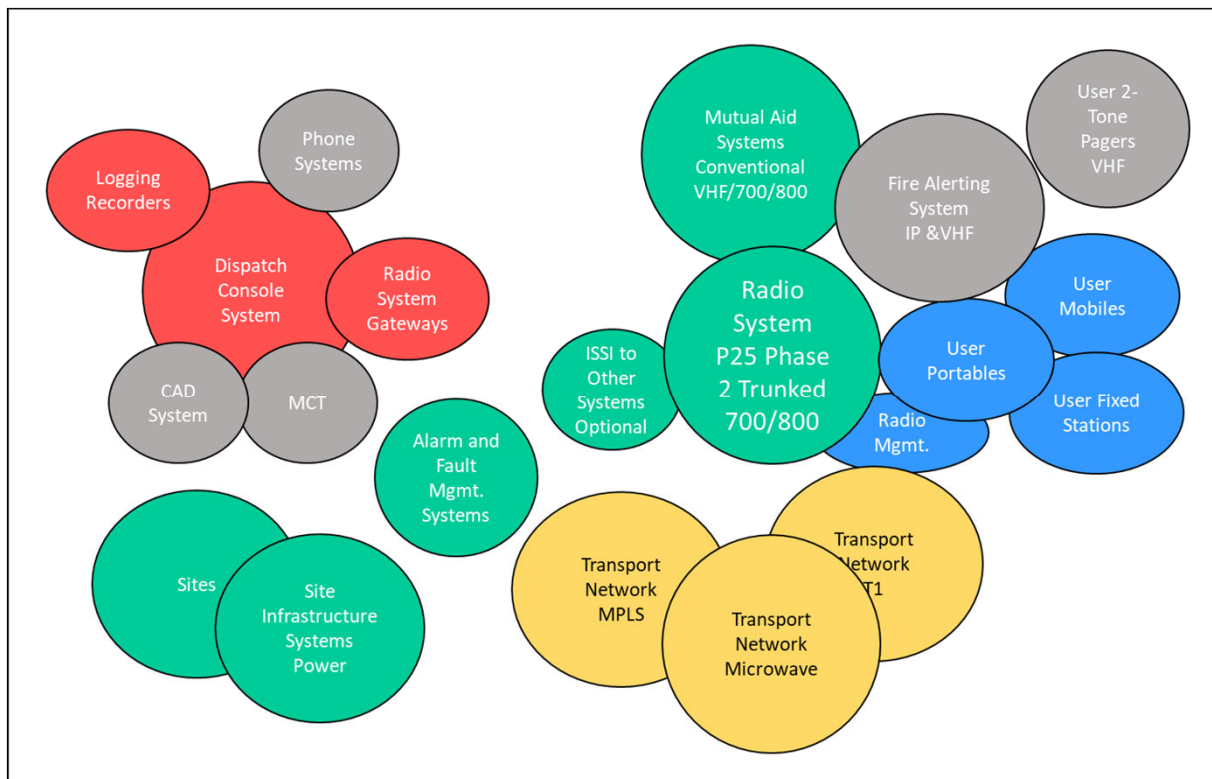 Phone
Systems
Logging
Recorders
Dispatch
Console
System
Radio
System
Gateways
CAD
System
MCT
Mutual Aid
Systems
Conventional
VHF/700/800
Fire Alerting
System
IP &VHF
User 2-
Tone
Pagers
VHF
User
Mobiles
User
Portables
User Fixed
Stations
Radio
Mgmt.
Radio
System
P25 Phase
2 Trunked
700/800
ISSI to
Other
Systems
Optional
Alarm and
Fault
Mgmt.
Systems
Sites
Site
Infrastructure
Systems
Power
Transport
Network
MPLS
Transport
Network
Microwave
Transport
Network
T1